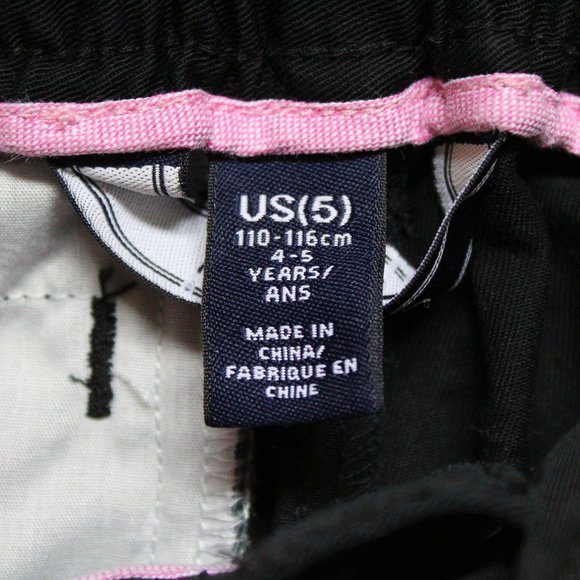 US(5)
110-116cm
4-5
YEARS/
ANS
MADE IN
CHINA/
FABRIQUE EN
CHINE